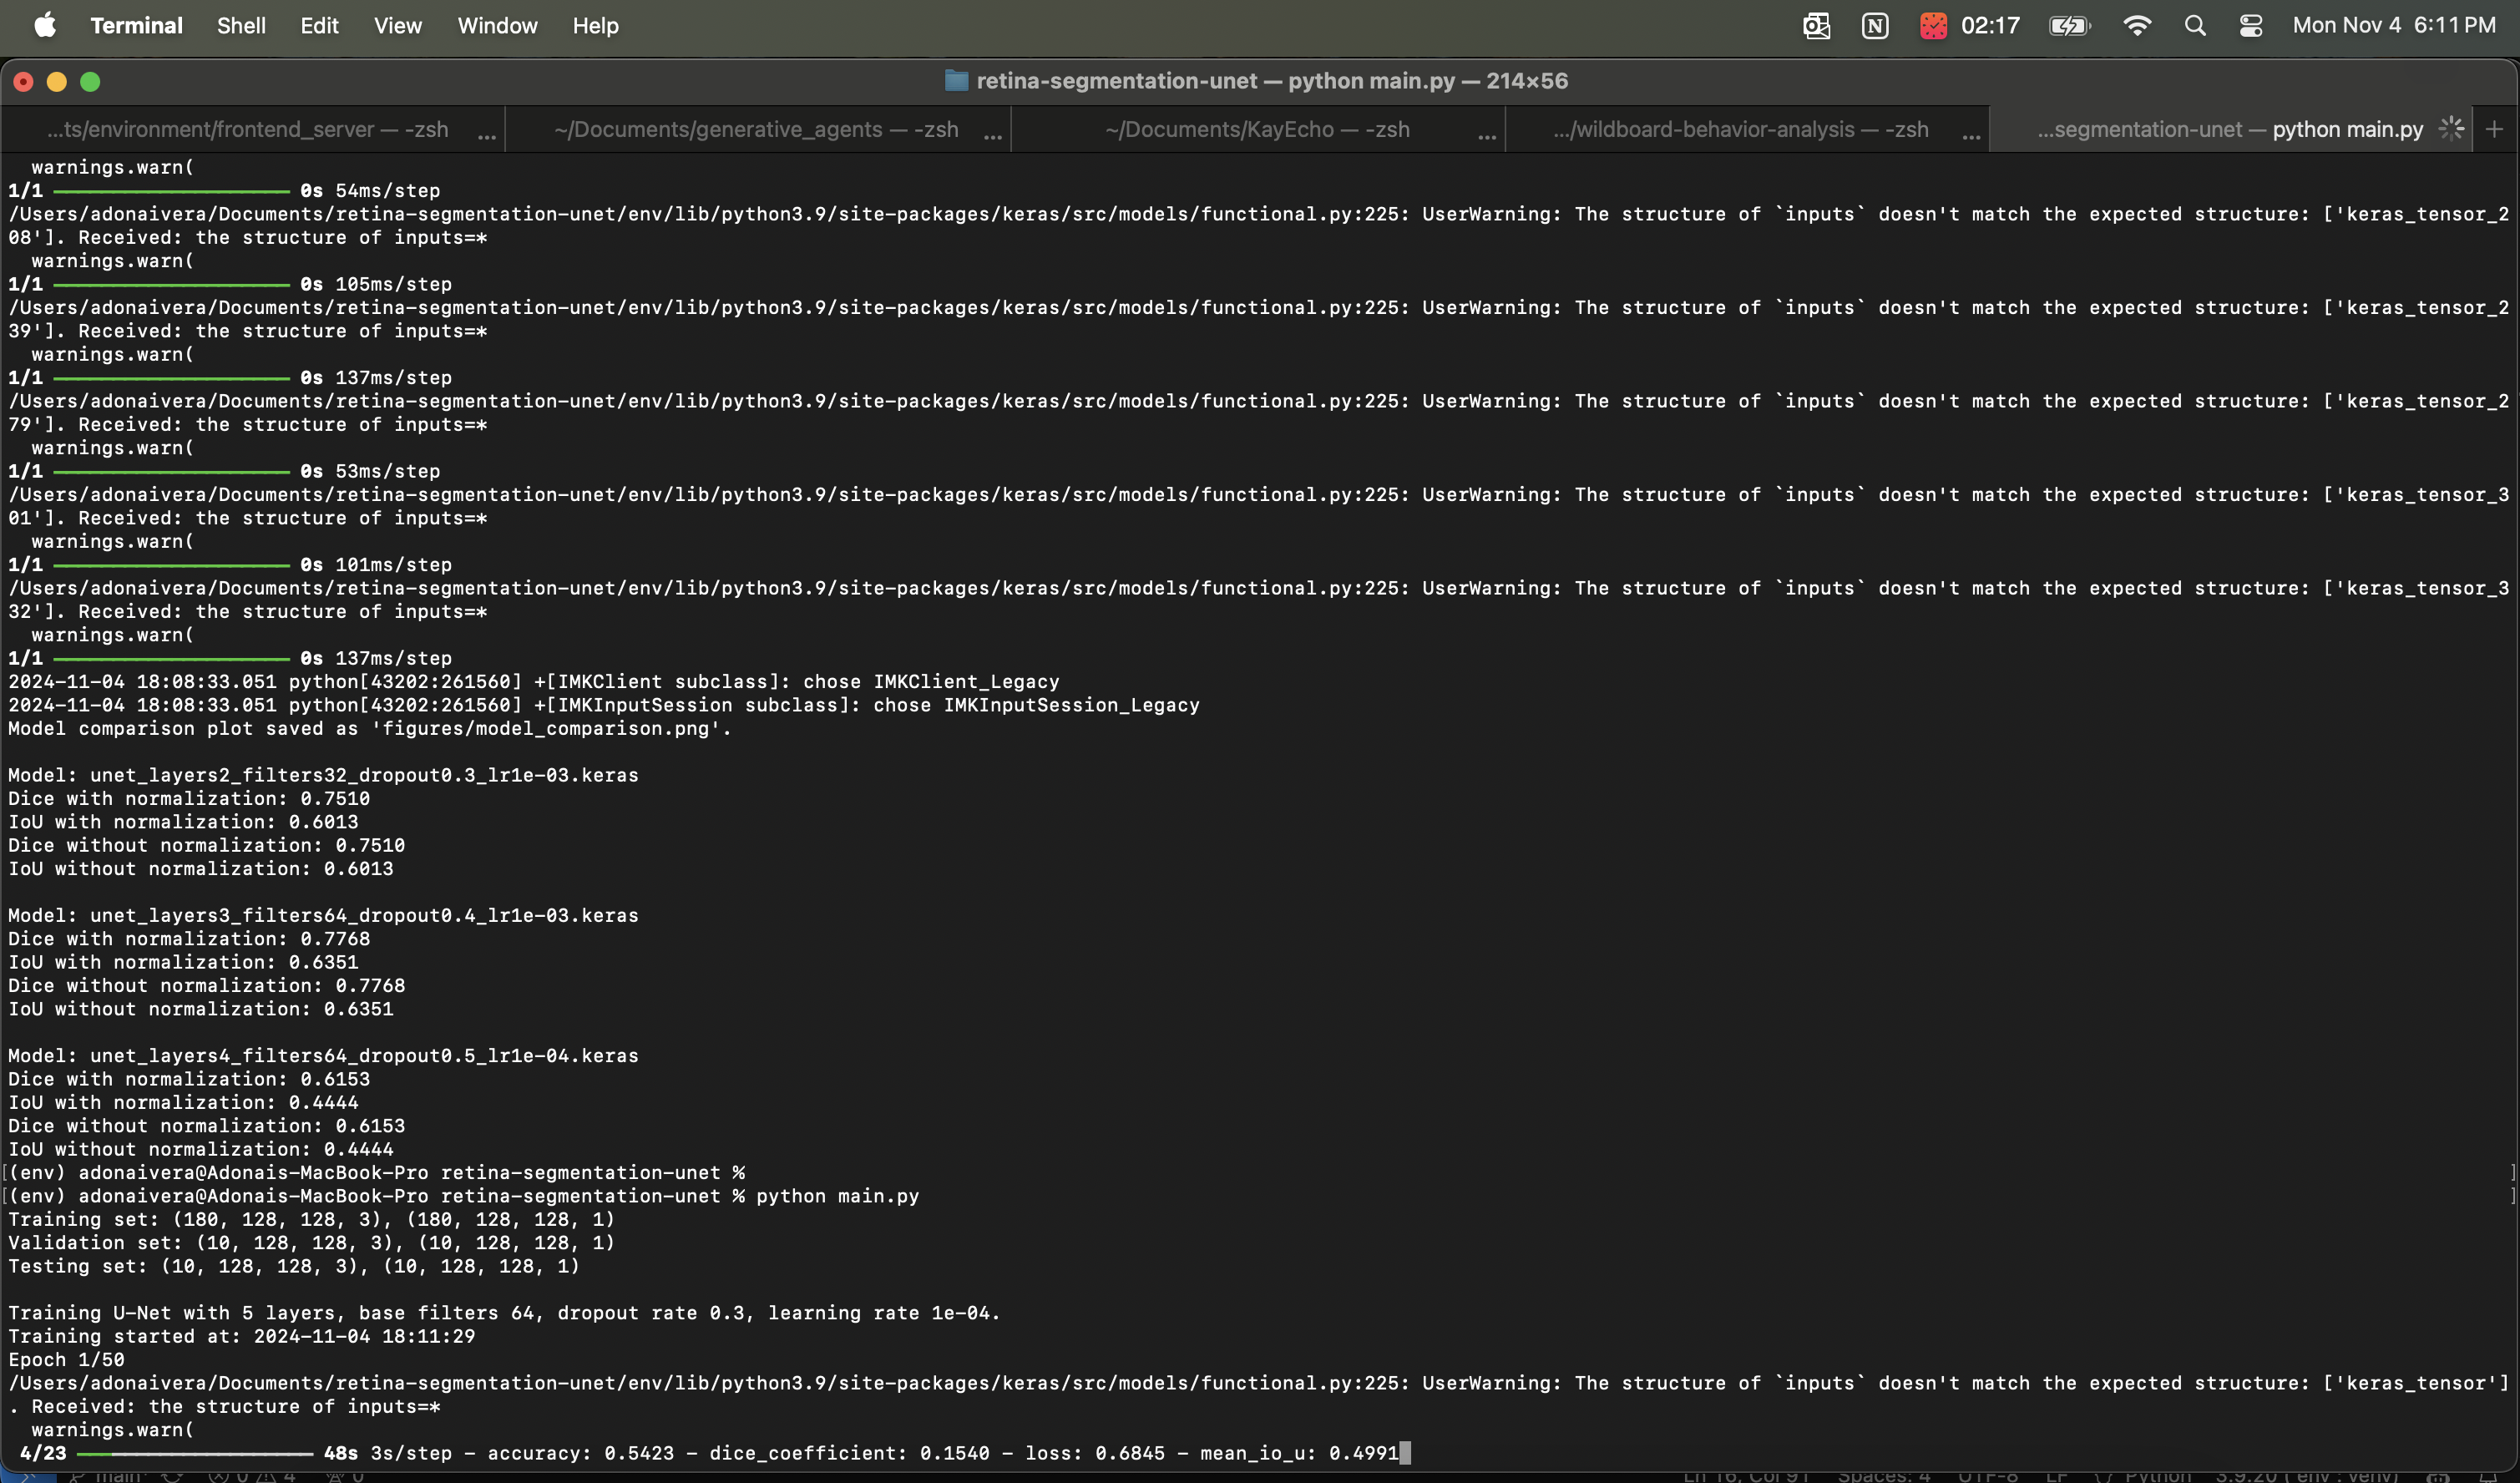 Terminal Shell Edit View Window Help 02:17 Mon Nov 4 6:11 PM
retina-segmentation-unet — python main.py — 214×56
...ts/environment/frontend_server — -zsh ... ~/Documents/generative_agents — -zsh ... ~/Documents/KayEcho — -zsh ... .../wildboard-behavior-analysis — -zsh ... ...segmentation-unet — python main.py +
warnings.warn(
1/1 ━━━━━━━━━━━━━━━━━━━━ 0s 54ms/step
/Users/adonaivera/Documents/retina-segmentation-unet/env/lib/python3.9/site-packages/keras/src/models/functional.py:225: UserWarning: The structure of `inputs` doesn't match the expected structure: ['keras_tensor_2
08']. Received: the structure of inputs=*
warnings.warn(
1/1 ━━━━━━━━━━━━━━━━━━━━ 0s 105ms/step
/Users/adonaivera/Documents/retina-segmentation-unet/env/lib/python3.9/site-packages/keras/src/models/functional.py:225: UserWarning: The structure of `inputs` doesn't match the expected structure: ['keras_tensor_2
39']. Received: the structure of inputs=*
warnings.warn(
1/1 ━━━━━━━━━━━━━━━━━━━━ 0s 137ms/step
/Users/adonaivera/Documents/retina-segmentation-unet/env/lib/python3.9/site-packages/keras/src/models/functional.py:225: UserWarning: The structure of `inputs` doesn't match the expected structure: ['keras_tensor_2
79']. Received: the structure of inputs=*
warnings.warn(
1/1 ━━━━━━━━━━━━━━━━━━━━ 0s 53ms/step
/Users/adonaivera/Documents/retina-segmentation-unet/env/lib/python3.9/site-packages/keras/src/models/functional.py:225: UserWarning: The structure of `inputs` doesn't match the expected structure: ['keras_tensor_3
01']. Received: the structure of inputs=*
warnings.warn(
1/1 ━━━━━━━━━━━━━━━━━━━━ 0s 101ms/step
/Users/adonaivera/Documents/retina-segmentation-unet/env/lib/python3.9/site-packages/keras/src/models/functional.py:225: UserWarning: The structure of `inputs` doesn't match the expected structure: ['keras_tensor_3
32']. Received: the structure of inputs=*
warnings.warn(
1/1 ━━━━━━━━━━━━━━━━━━━━ 0s 137ms/step
2024-11-04 18:08:33.051 python[43202:261560] +[IMKClient subclass]: chose IMKClient_Legacy
2024-11-04 18:08:33.051 python[43202:261560] +[IMKInputSession subclass]: chose IMKInputSession_Legacy
Model comparison plot saved as 'figures/model_comparison.png'.
Model: unet_layers2_filters32_dropout0.3_lr1e-03.keras
Dice with normalization: 0.7510
IoU with normalization: 0.6013
Dice without normalization: 0.7510
IoU without normalization: 0.6013
Model: unet_layers3_filters64_dropout0.4_lr1e-03.keras
Dice with normalization: 0.7768
IoU with normalization: 0.6351
Dice without normalization: 0.7768
IoU without normalization: 0.6351
Model: unet_layers4_filters64_dropout0.5_lr1e-04.keras
Dice with normalization: 0.6153
IoU with normalization: 0.4444
Dice without normalization: 0.6153
IoU without normalization: 0.4444
[(env) adonaivera@Adonais-MacBook-Pro retina-segmentation-unet % ]
[(env) adonaivera@Adonais-MacBook-Pro retina-segmentation-unet % python main.py ]
Training set: (180, 128, 128, 3), (180, 128, 128, 1)
Validation set: (10, 128, 128, 3), (10, 128, 128, 1)
Testing set: (10, 128, 128, 3), (10, 128, 128, 1)
Training U-Net with 5 layers, base filters 64, dropout rate 0.3, learning rate 1e-04.
Training started at: 2024-11-04 18:11:29
Epoch 1/50
/Users/adonaivera/Documents/retina-segmentation-unet/env/lib/python3.9/site-packages/keras/src/models/functional.py:225: UserWarning: The structure of `inputs` doesn't match the expected structure: ['keras_tensor']
. Received: the structure of inputs=*
warnings.warn(
4/23 ━━━━━━━━━━━━━━━━━━━━ 48s 3s/step - accuracy: 0.5423 - dice_coefficient: 0.1540 - loss: 0.6845 - mean_io_u: 0.4991